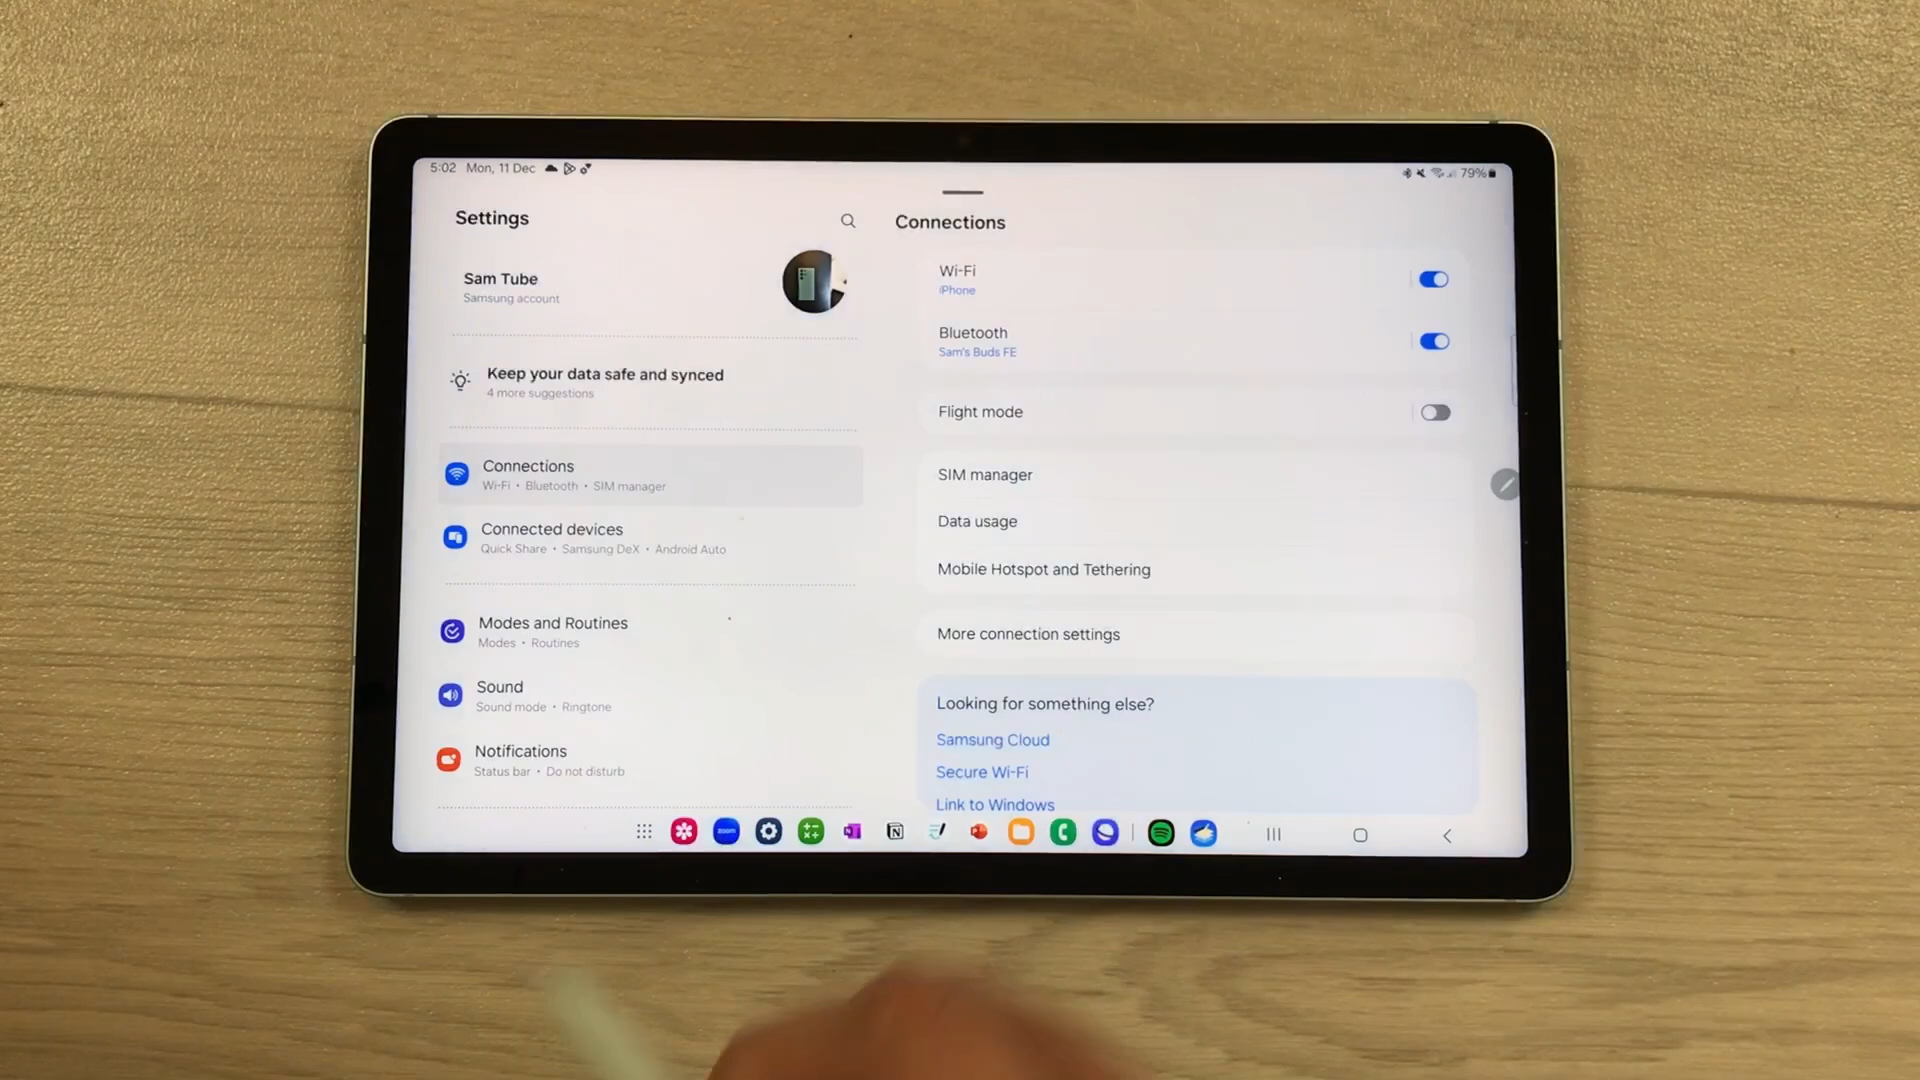 5:02 Mon, 11 Dec
79%
Settings
Sam Tube
Samsung account
Keep your data safe and synced
4 more suggestions
Connections
Wi-Fi • Bluetooth • SIM manager
Connected devices
Quick Share • Samsung DeX • Android Auto
Modes and Routines
Modes • Routines
Sound
Sound mode • Ringtone
Notifications
Status bar • Do not disturb
Connections
Wi-Fi
iPhone
Bluetooth
Sam's Buds FE
Flight mode
SIM manager
Data usage
Mobile Hotspot and Tethering
More connection settings
Looking for something else?
Samsung Cloud
Secure Wi-Fi
Link to Windows
zoom